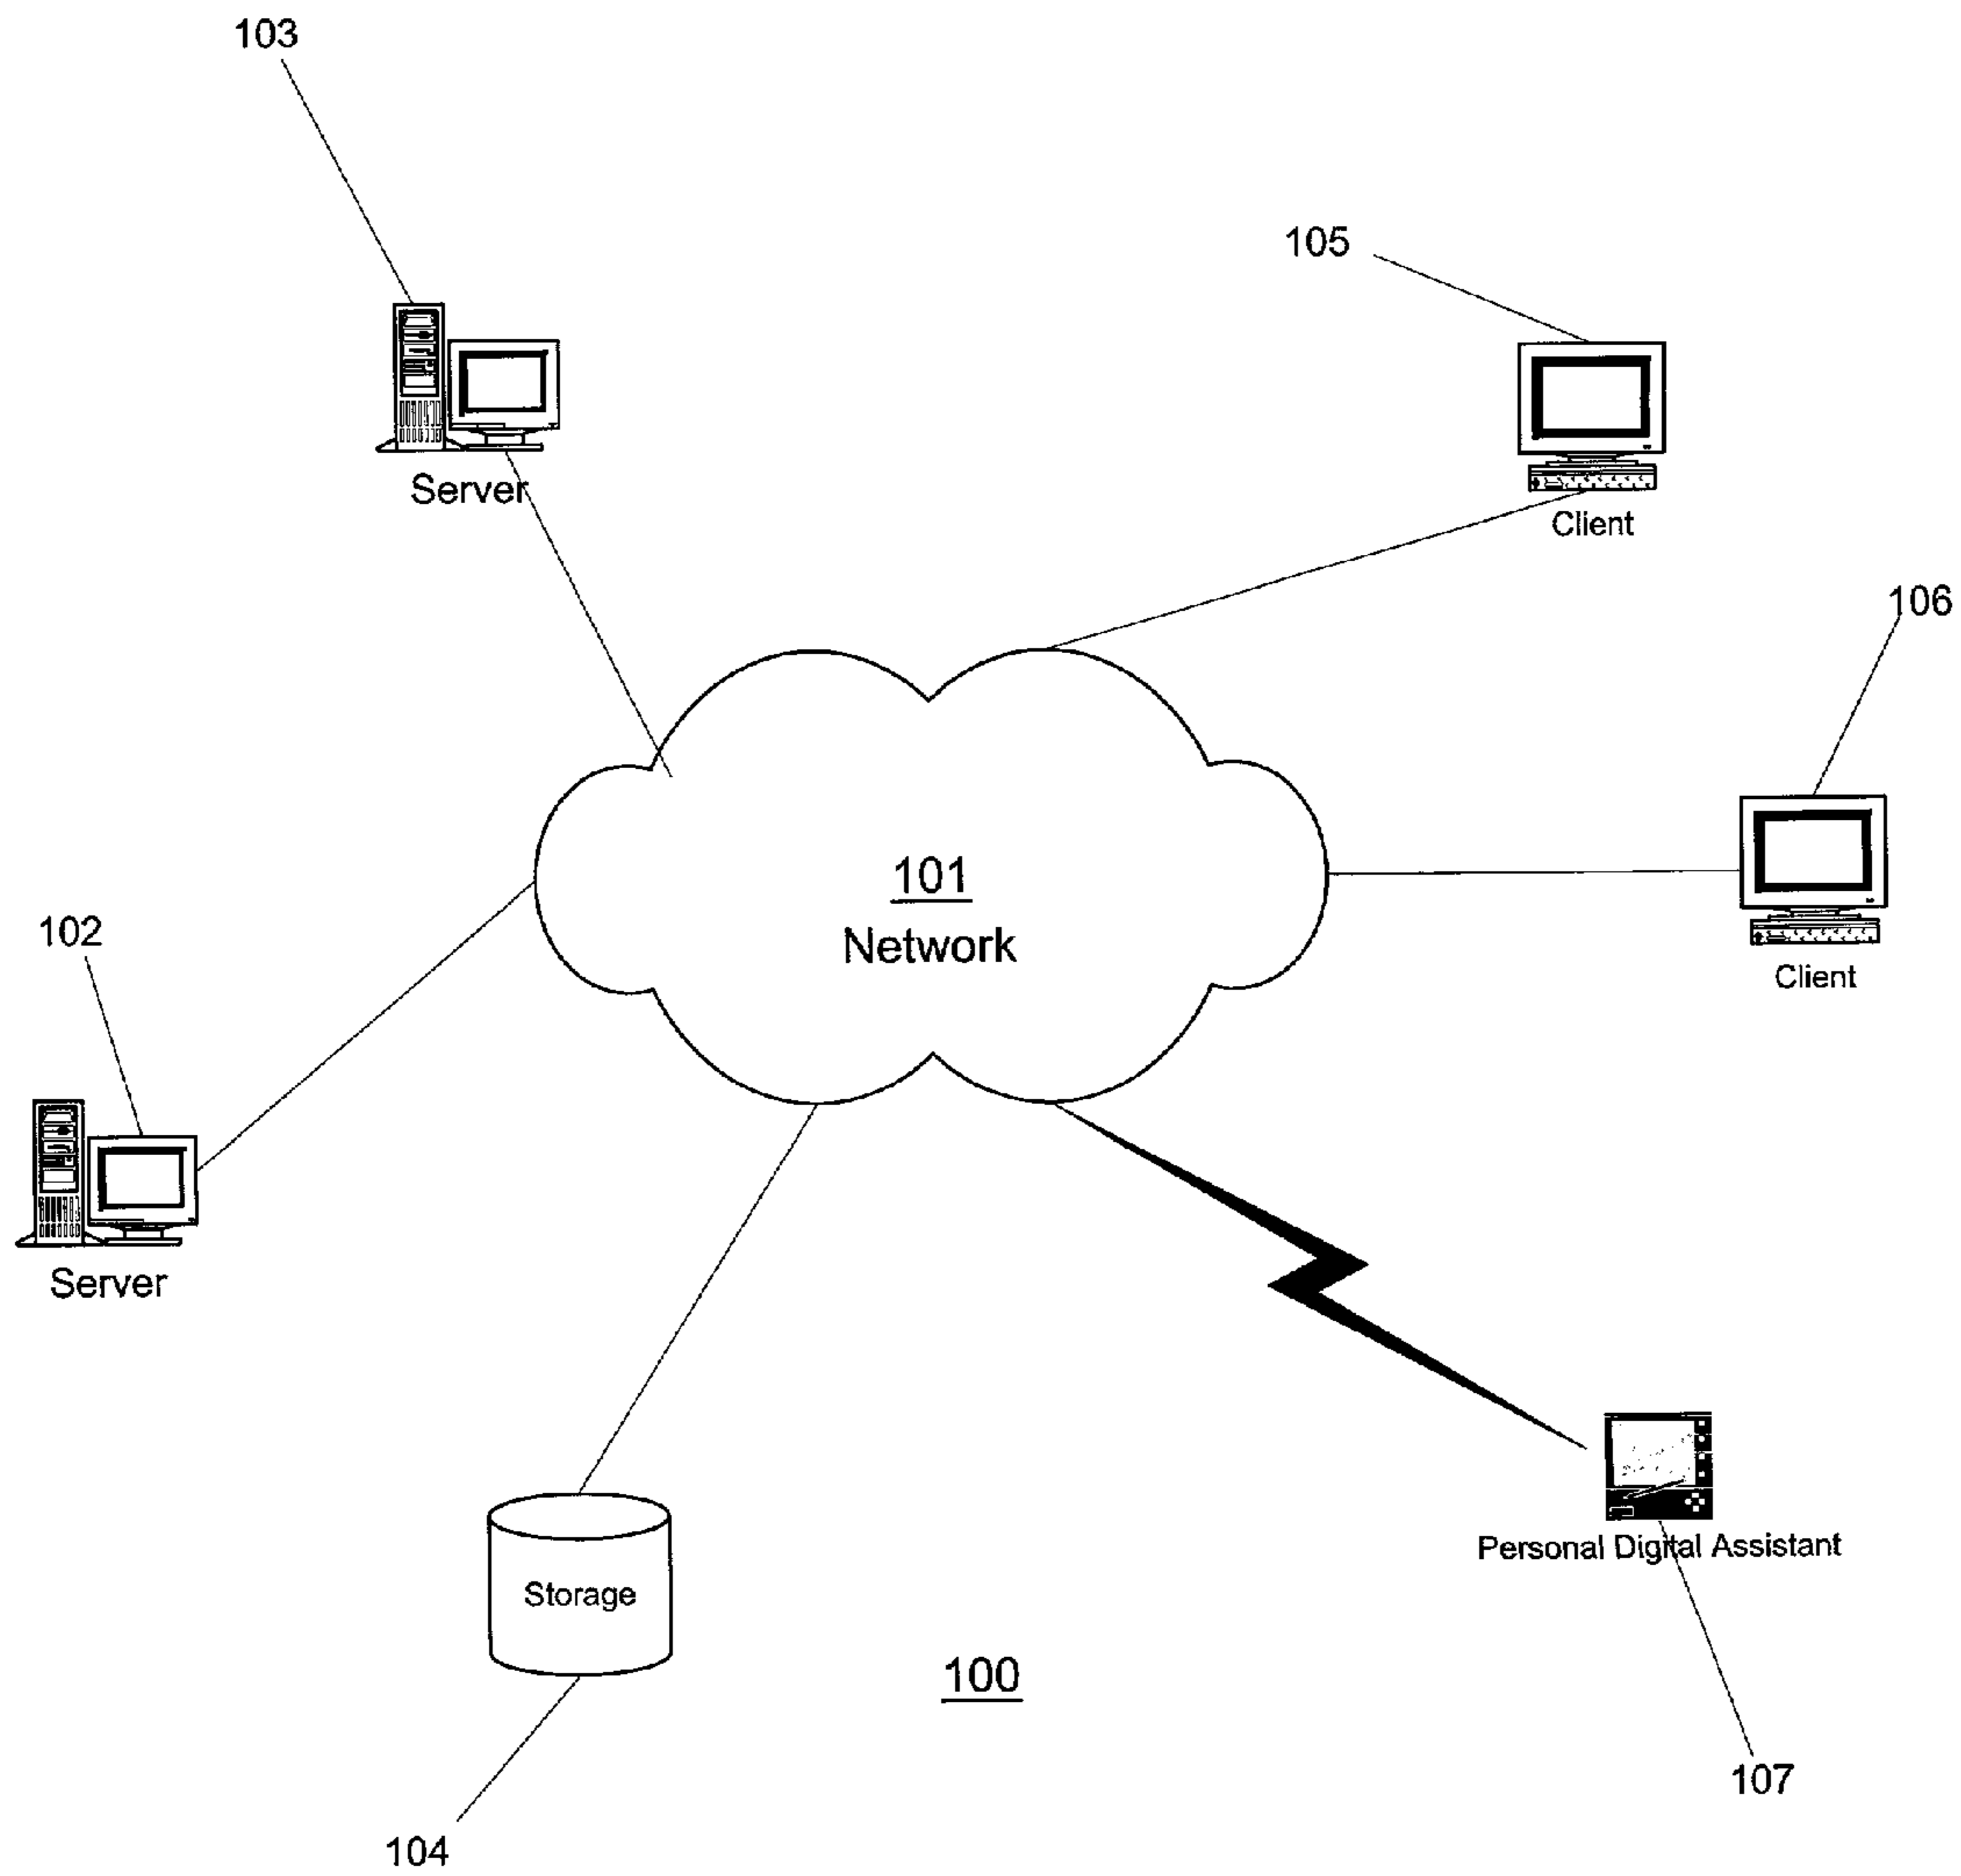 103
105
Server
Client
106
101
Network
102
Client
Server
Personal Digital Assistant
Storage
100
107
104